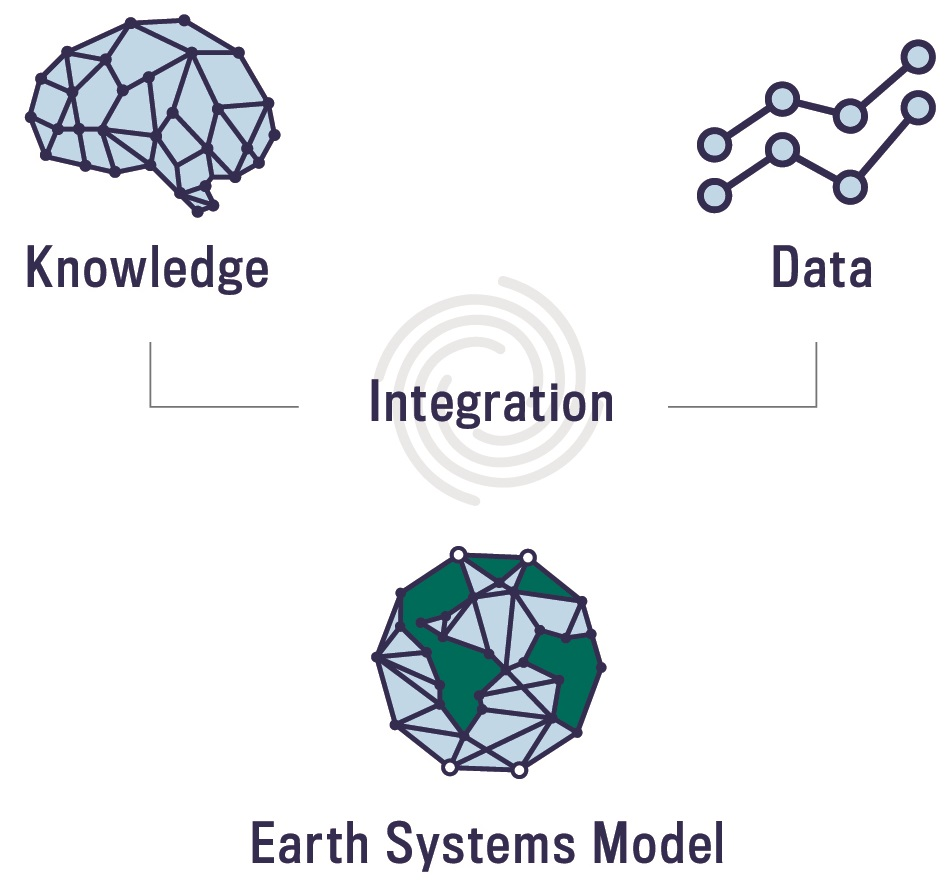 Knowledge
Data
Integration
Earth Systems Model